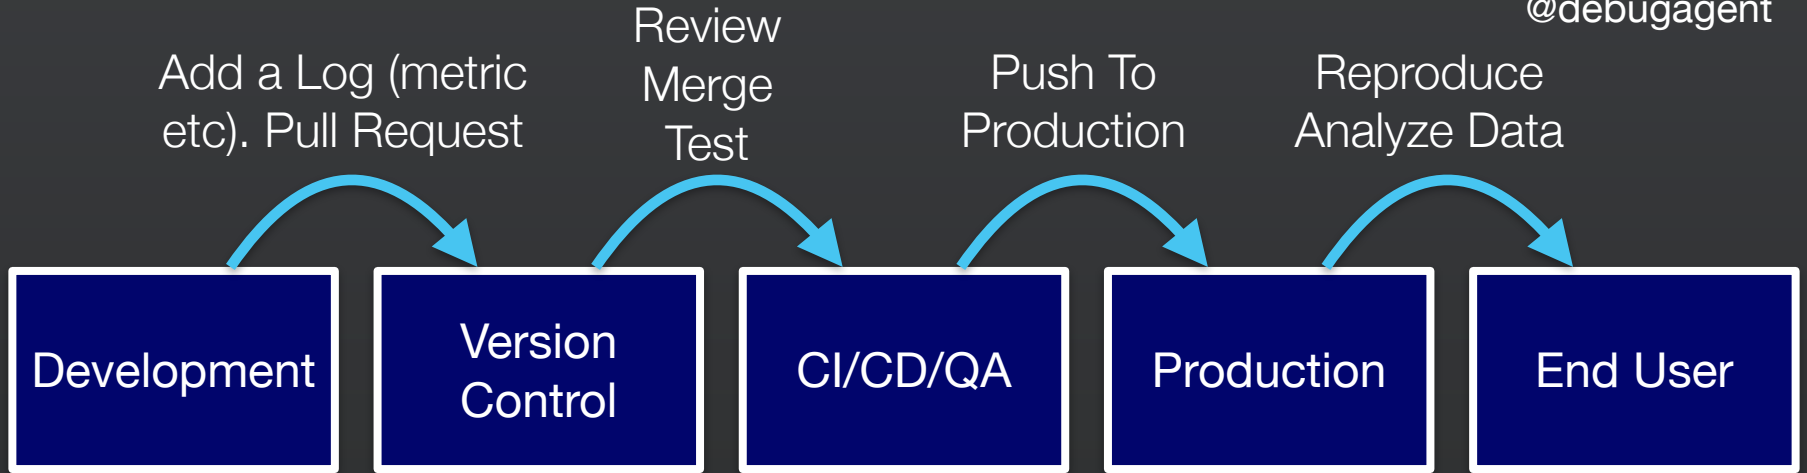 @debugagent
Add a Log (metric
etc). Pull Request
Review
Merge
Test
Push To
Production
Reproduce
Analyze Data
Development
Version
Control
CI/CD/QA
Production
End User